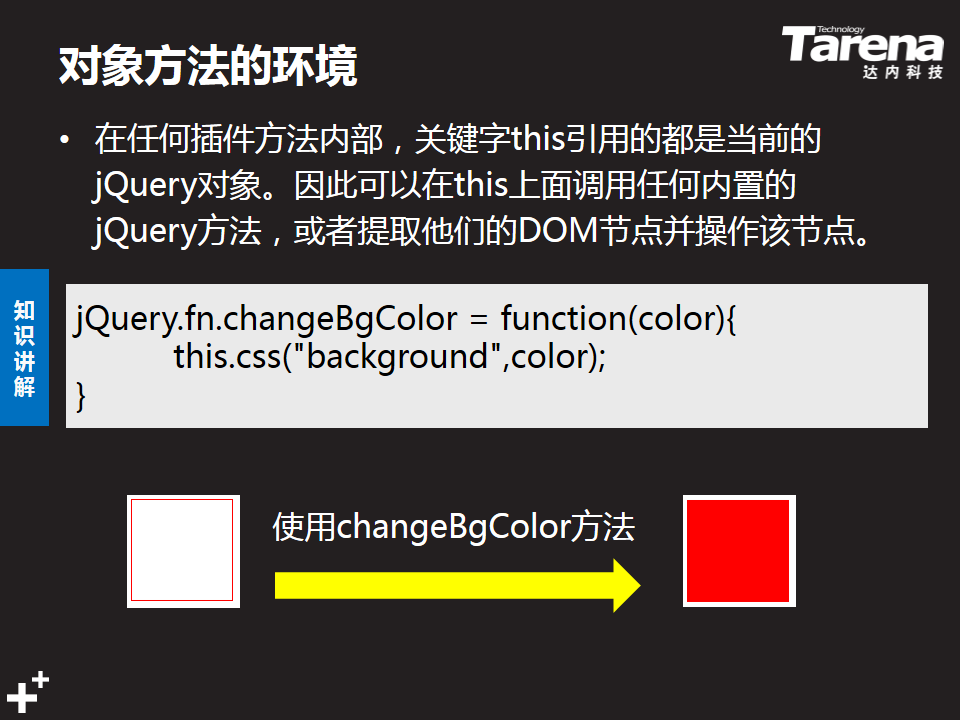 对象方法的环境
Technology
Tarena
达内科技
• 在任何插件方法内部，关键字this引用的都是当前的
jQuery对象。因此可以在this上面调用任何内置的
jQuery方法，或者提取他们的DOM节点并操作该节点。
知识讲解
jQuery.fn.changeBgColor = function(color){
this.css("background",color);
}
使用changeBgColor方法